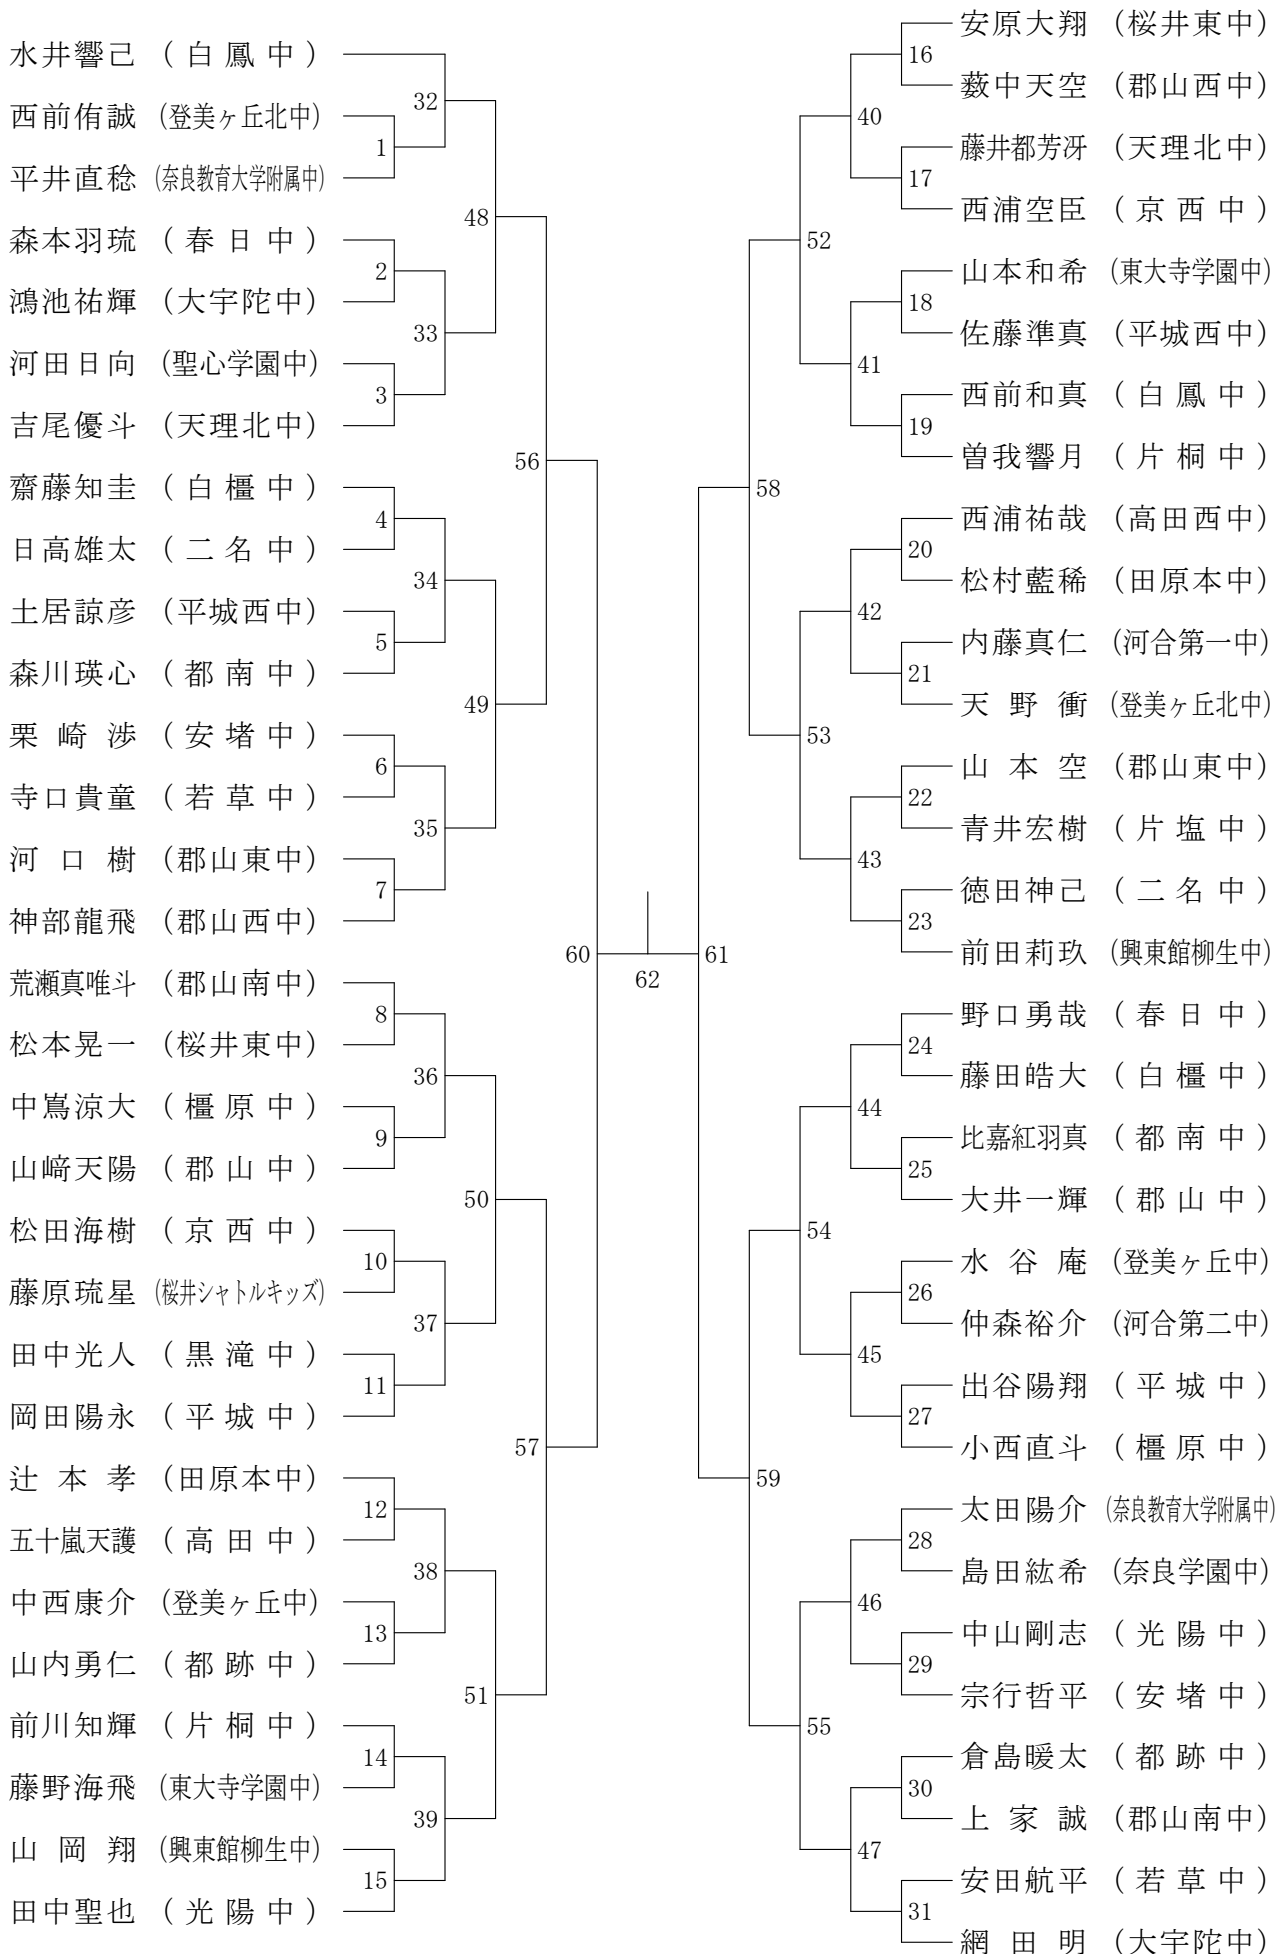 水井響己 (白鳳中)
西前侑誠 (登美ヶ丘北中)
平井直稔 (奈良教育大学附属中)
森本羽琉 (春日中)
鴻池祐輝 (大宇陀中)
河田日向 (聖心学園中)
吉尾優斗 (天理北中)
齋藤知圭 (白橿中)
日高雄太 (二名中)
土居諒彦 (平城西中)
森川瑛心 (都南中)
栗崎渉 (安堵中)
寺口貴童 (若草中)
河口樹 (郡山東中)
神部龍飛 (郡山西中)
荒瀬真唯斗 (郡山南中)
松本晃一 (桜井東中)
中嶌涼大 (橿原中)
山﨑天陽 (郡山中)
松田海樹 (京西中)
藤原琉星 (桜井シャトルキッズ)
田中光人 (黒滝中)
岡田陽永 (平城中)
辻本孝 (田原本中)
五十嵐天護 (高田中)
中西康介 (登美ヶ丘中)
山内勇仁 (都跡中)
前川知輝 (片桐中)
藤野海飛 (東大寺学園中)
山岡翔 (興東館柳生中)
田中聖也 (光陽中)
1
2
3
4
5
6
7
8
9
10
11
12
13
14
15
32
33
34
35
36
37
38
39
48
49
50
51
56
57
60
62
61
58
59
52
53
54
55
40
41
42
43
44
45
46
47
16
17
18
19
20
21
22
23
24
25
26
27
28
29
30
31
安原大翔 (桜井東中)
薮中天空 (郡山西中)
藤井都芳冴 (天理北中)
西浦空臣 (京西中)
山本和希 (東大寺学園中)
佐藤準真 (平城西中)
西前和真 (白鳳中)
曽我響月 (片桐中)
西浦祐哉 (高田西中)
松村藍稀 (田原本中)
内藤真仁 (河合第一中)
天野衝 (登美ヶ丘北中)
山本空 (郡山東中)
青井宏樹 (片塩中)
徳田神己 (二名中)
前田莉玖 (興東館柳生中)
野口勇哉 (春日中)
藤田皓大 (白橿中)
比嘉紅羽真 (都南中)
大井一輝 (郡山中)
水谷庵 (登美ヶ丘中)
仲森裕介 (河合第二中)
出谷陽翔 (平城中)
小西直斗 (橿原中)
太田陽介 (奈良教育大学附属中)
島田紘希 (奈良学園中)
中山剛志 (光陽中)
宗行哲平 (安堵中)
倉島暖太 (都跡中)
上家誠 (郡山南中)
安田航平 (若草中)
網田明 (大宇陀中)